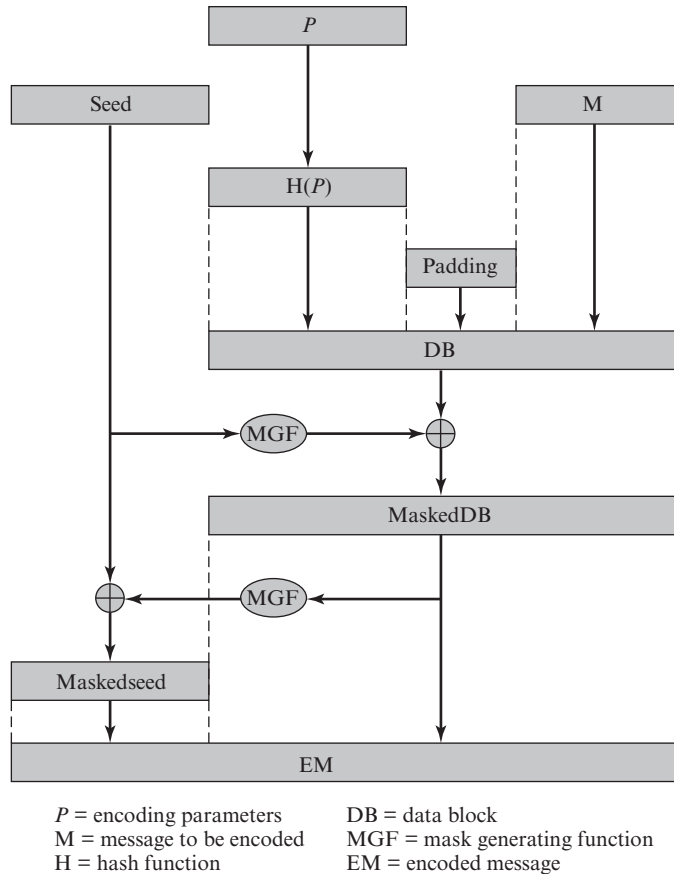 P
Seed
M
H(P)
Padding
DB
MGF
MaskedDB
MGF
Maskedseed
EM
P = encoding parameters
M = message to be encoded
H = hash function
DB = data block
MGF = mask generating function
EM = encoded message